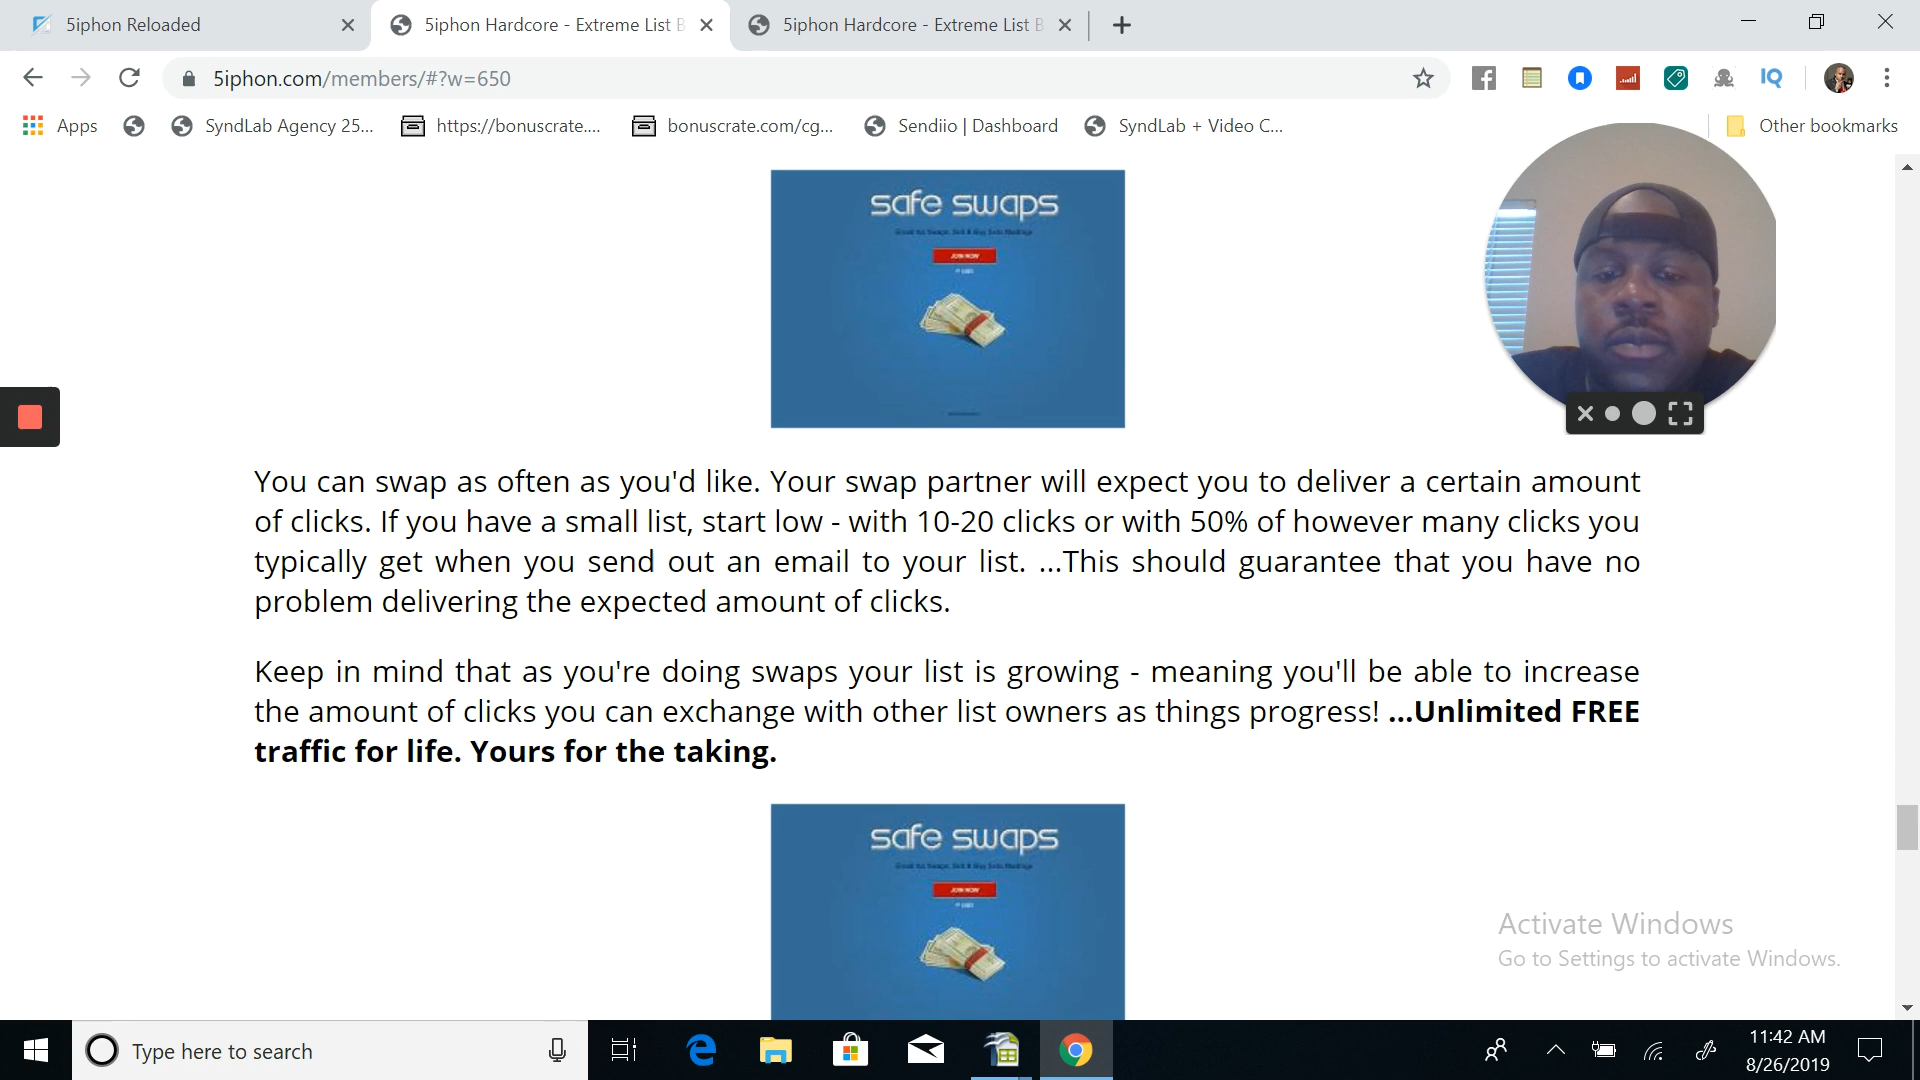 5iphon Reloaded
5iphon Hardcore - Extreme List B
5iphon Hardcore - Extreme List B
5iphon.com/members/#?w=650
IQ
Apps
SyndLab Agency 25...
https://bonuscrate....
bonuscrate.com/cg...
Sendiio | Dashboard
SyndLab + Video C...
Other bookmarks
safe swaps
JOIN NOW
You can swap as often as you'd like. Your swap partner will expect you to deliver a certain amount
of clicks. If you have a small list, start low - with 10-20 clicks or with 50% of however many clicks you
typically get when you send out an email to your list. ...This should guarantee that you have no
problem delivering the expected amount of clicks.
Keep in mind that as you're doing swaps your list is growing - meaning you'll be able to increase
the amount of clicks you can exchange with other list owners as things progress! ...Unlimited FREE
traffic for life. Yours for the taking.
safe swaps
JOIN NOW
Activate Windows
Go to Settings to activate Windows.
Type here to search
11:42 AM
8/26/2019